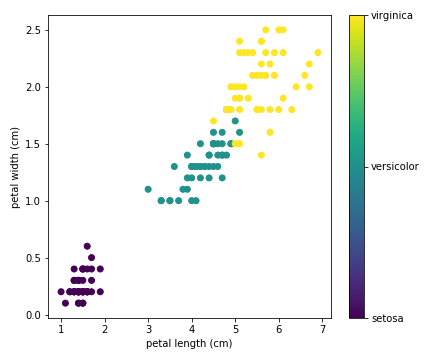 2.5
2.0
1.5
1.0
0.5
0.0
petal width (cm)
1 2 3 4 5 6 7
petal length (cm)
virginica
versicolor
setosa